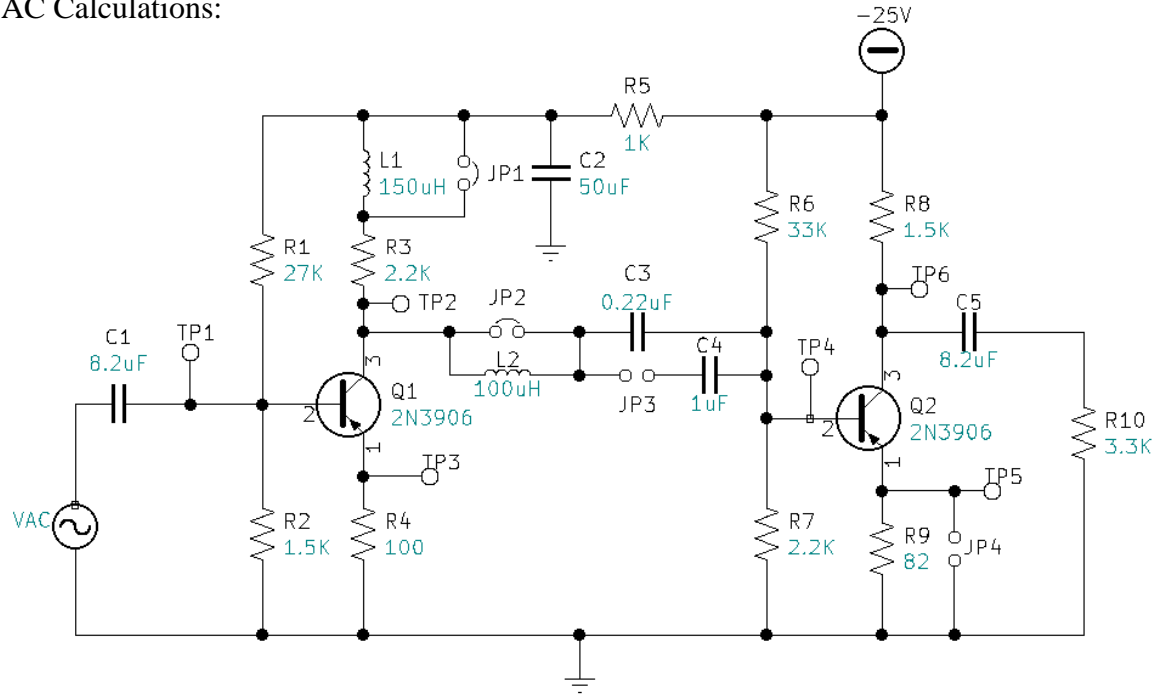 AC Calculations:
−25V
R5
1K
L1
150uH
JP1
C2
50uF
R6
33K
R8
1.5K
R1
27K
R3
2.2K
TP2
JP2
C3
0.22uF
TP6
C5
8.2uF
C1
8.2uF
TP1
L2
100uH
JP3
C4
1uF
TP4
3
Q1
2N3906
2
1
3
Q2
2N3906
2
1
R10
3.3K
TP3
TP5
VAC
R2
1.5K
R4
100
R7
2.2K
R9
82
JP4